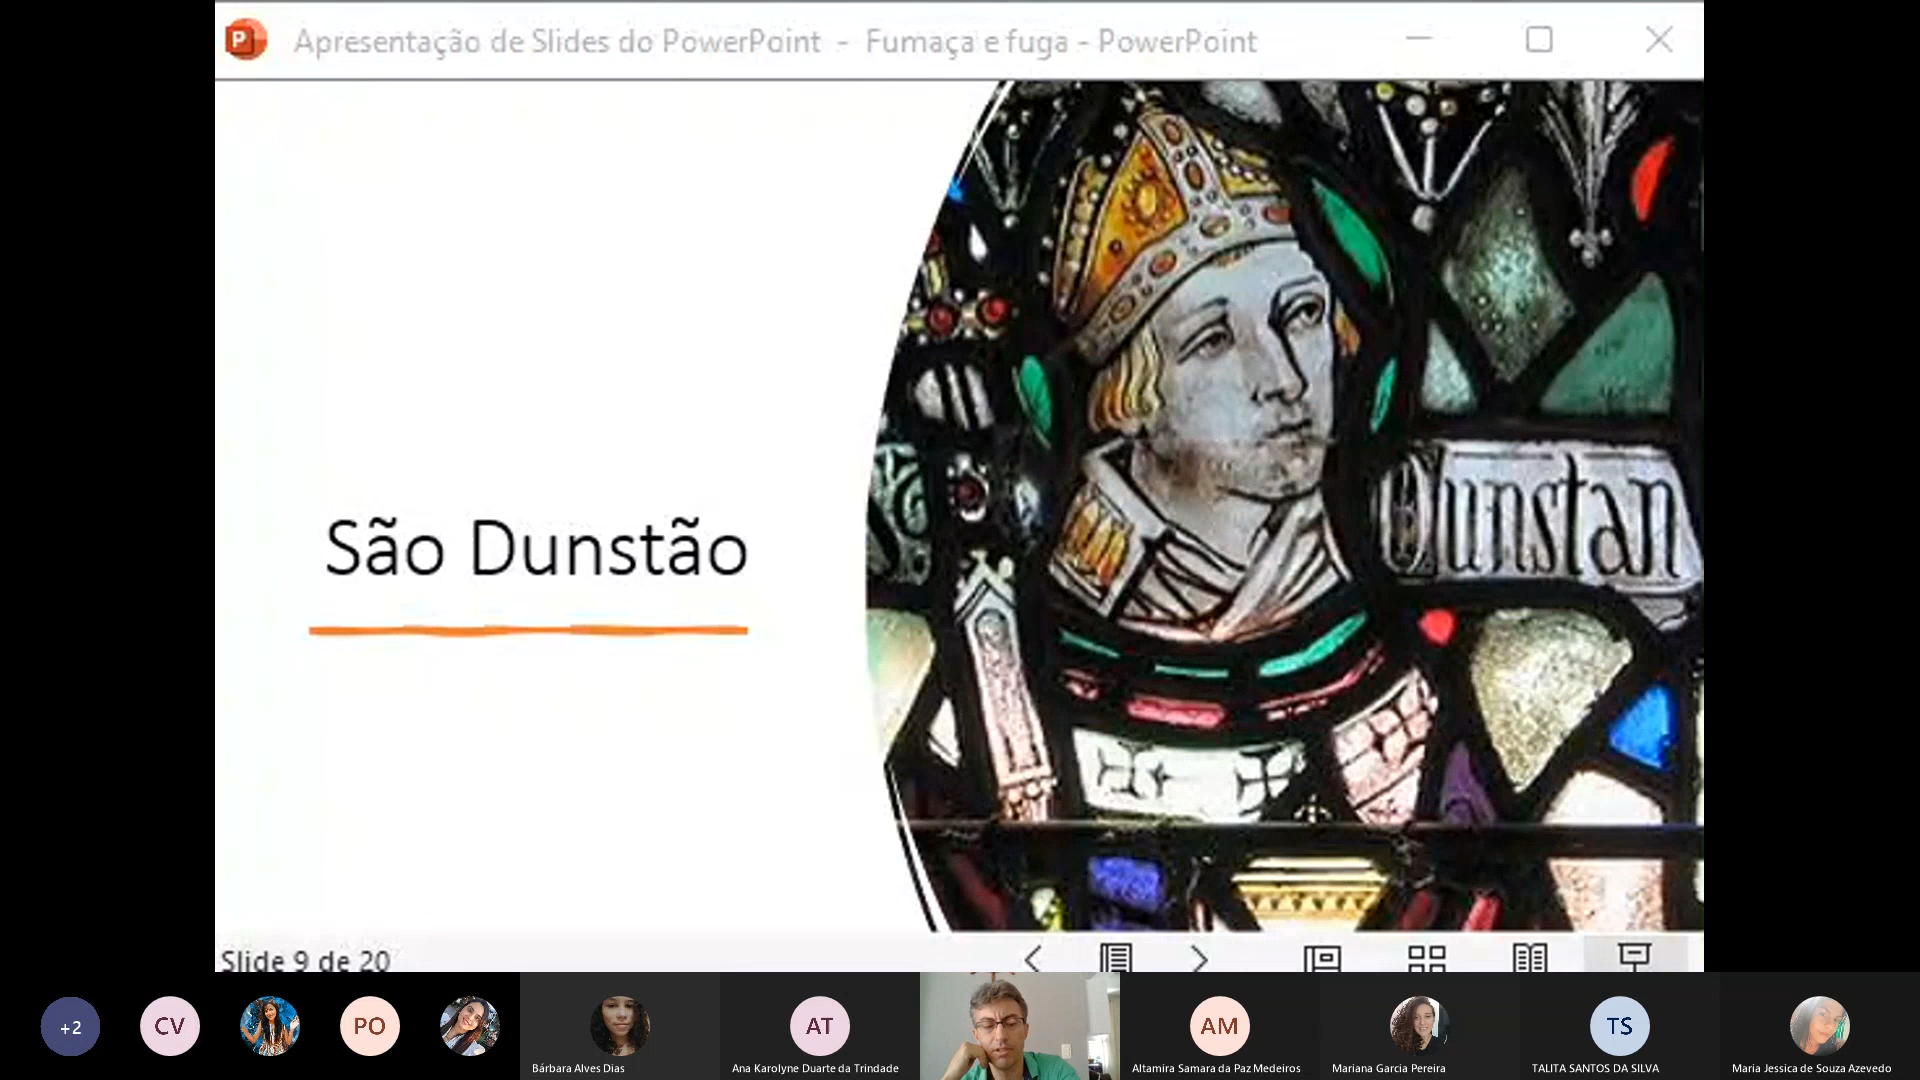 Apresentação de Slides do PowerPoint - Fumaça e fuga - PowerPoint
São Dunstão
Dunstan
Slide 9 de 20
+2
CV
PO
Bárbara Alves Dias
AT
Ana Karolyne Duarte da Trindade
AM
Altamira Samara da Paz Medeiros
Mariana Garcia Pereira
TS
TALITA SANTOS DA SILVA
Maria Jessica de Souza Azevedo